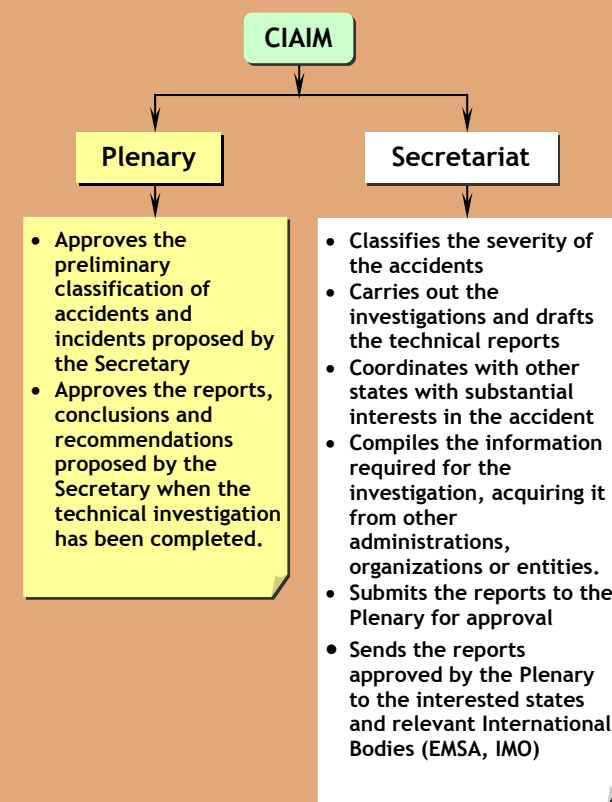 CIAIM
Plenary
• Approves the
preliminary
classification of
accidents and
incidents proposed by
the Secretary
• Approves the reports,
conclusions and
recommendations
proposed by the
Secretary when the
technical investigation
has been completed.
Secretariat
• Classifies the severity of
the accidents
• Carries out the
investigations and drafts
the technical reports
• Coordinates with other
states with substantial
interests in the accident
• Compiles the information
required for the
investigation, acquiring it
from other
administrations,
organizations or entities.
• Submits the reports to the
Plenary for approval
• Sends the reports
approved by the Plenary
to the interested states
and relevant International
Bodies (EMSA, IMO)